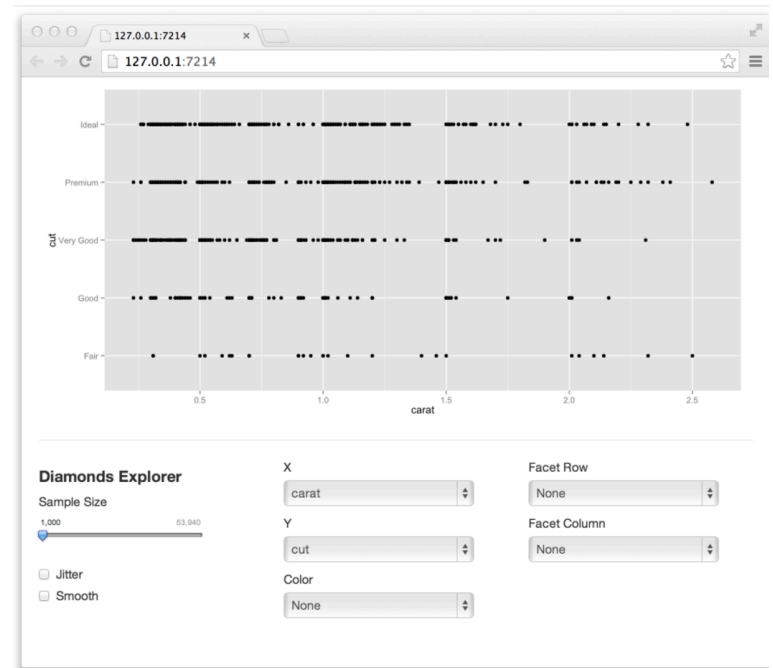 127.0.0.1:7214
127.0.0.1:7214
Ideal
Premium
Very Good
Good
Fair
cut
0.5 1.0 1.5 2.0 2.5
carat
Diamonds Explorer
Sample Size
1,000 53,940
Jitter
Smooth
X
carat
Y
cut
Color
None
Facet Row
None
Facet Column
None